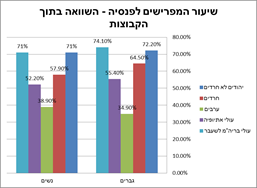 שיעור המפרישים לפנסיה - השוואה בתוך
הקבוצות
80.00%
70.00%
60.00%
50.00%
40.00%
30.00%
20.00%
10.00%
0.00%
71%
52.20%
38.90%
57.90%
71%
74.10%
55.40%
34.90%
64.50%
72.20%
נשים
גברים
יהודים לא חרדים
חרדים
ערבים
עולי אתיופיה
עולי בריה"מ לשעבר